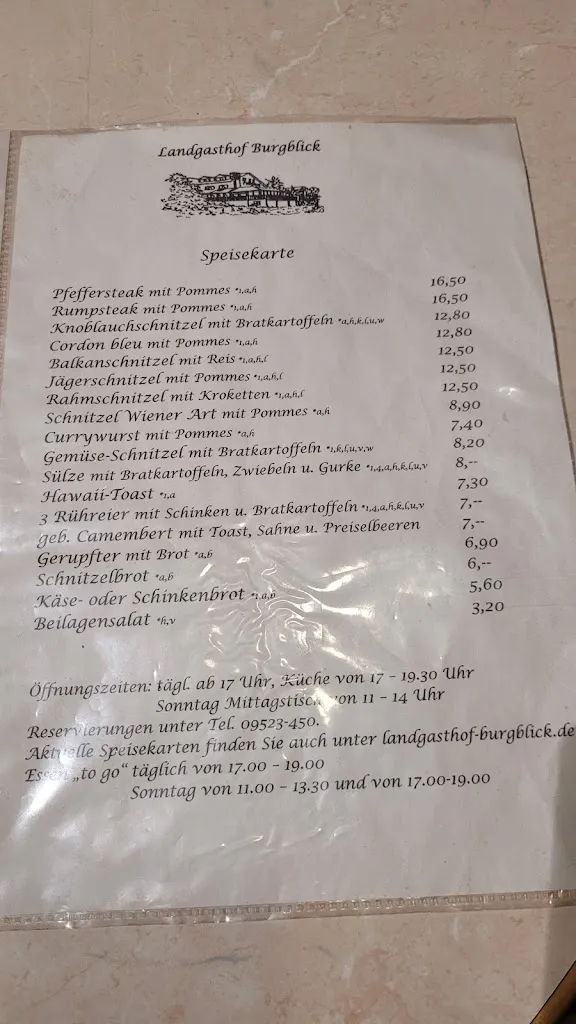 Landgasthof Burgblick
Speisekarte
Pfeffersteak mit Pommes *1,a,h 16,50
Rumpsteak mit Pommes *1,a,h 16,50
Knoblauchschnitzel mit Bratkartoffeln *a,h,k,l,u,w 12,80
Cordon bleu mit Pommes *1,a,h 12,80
Balkanschnitzel mit Reis *1,a,h,f 12,50
Jägerschnitzel mit Pommes *1,a,h,f 12,50
Rahmschnitzel mit Kroketten *1,a,h,f 12,50
Schnitzel Wiener Art mit Pommes *a,h 8,90
Currywurst mit Pommes *a,h 7,40
Gemüse-Schnitzel mit Bratkartoffeln *1,k,l,u,v,w 8,20
Sülze mit Bratkartoffeln, Zwiebeln u. Gurke *1,4,a,h,k,l,u,v 8,--
Hawaii-Toast *1,a 7,30
3 Rühreier mit Schinken u. Bratkartoffeln *1,4,a,h,k,l,u,v 7,--
geb. Camembert mit Toast, Sahne u. Preiselbeeren 7,--
Gerupfter mit Brot *a,b 6,90
Schnitzelbrot *a,b 6,--
Käse- oder Schinkenbrot *1,a,b 5,60
Beilagensalat *h,v 3,20
Öffnungszeiten: tägl. ab 17 Uhr, Küche von 17 – 19.30 Uhr
Sonntag Mittagstisch von 11 – 14 Uhr
Reservierungen unter Tel. 09523-450.
Aktuelle Speisekarten finden Sie auch unter landgasthof-burgblick.de
Essen „to go“ täglich von 17.00 – 19.00
Sonntag von 11.00 – 13.30 und von 17.00-19.00